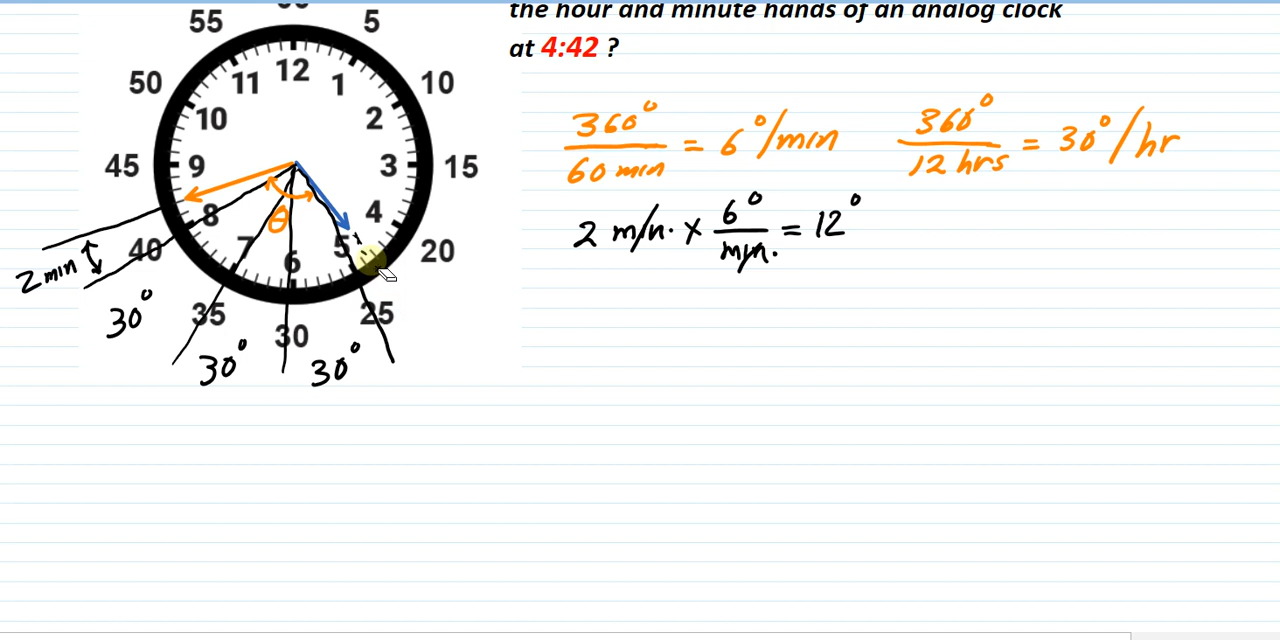 the hour and minute hands of an analog clock
at 4:42 ?
55 5
50 10
45 15
40 20
35 25
30
12
11 1
10 2
9 3
8 4
7 5
6
θ
2 min
30°
30°
30°
360° / 60 min = 6°/min
360° / 12 hrs = 30°/hr
2 min. x 6° / min. = 12°